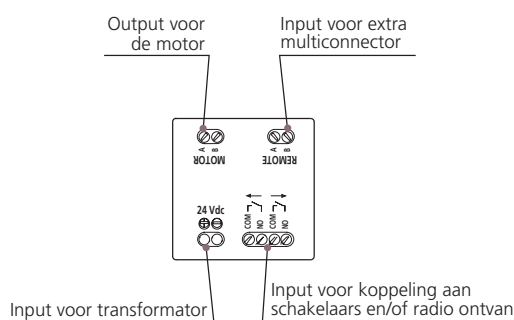 Output voor
de motor
Input voor extra
multiconnector
A
B
MOTOR
A
B
REMOTE
24 Vdc
COM
NO
COM
NO
Input voor transformator
Input voor koppeling aan
schakelaars en/of radio ontvan